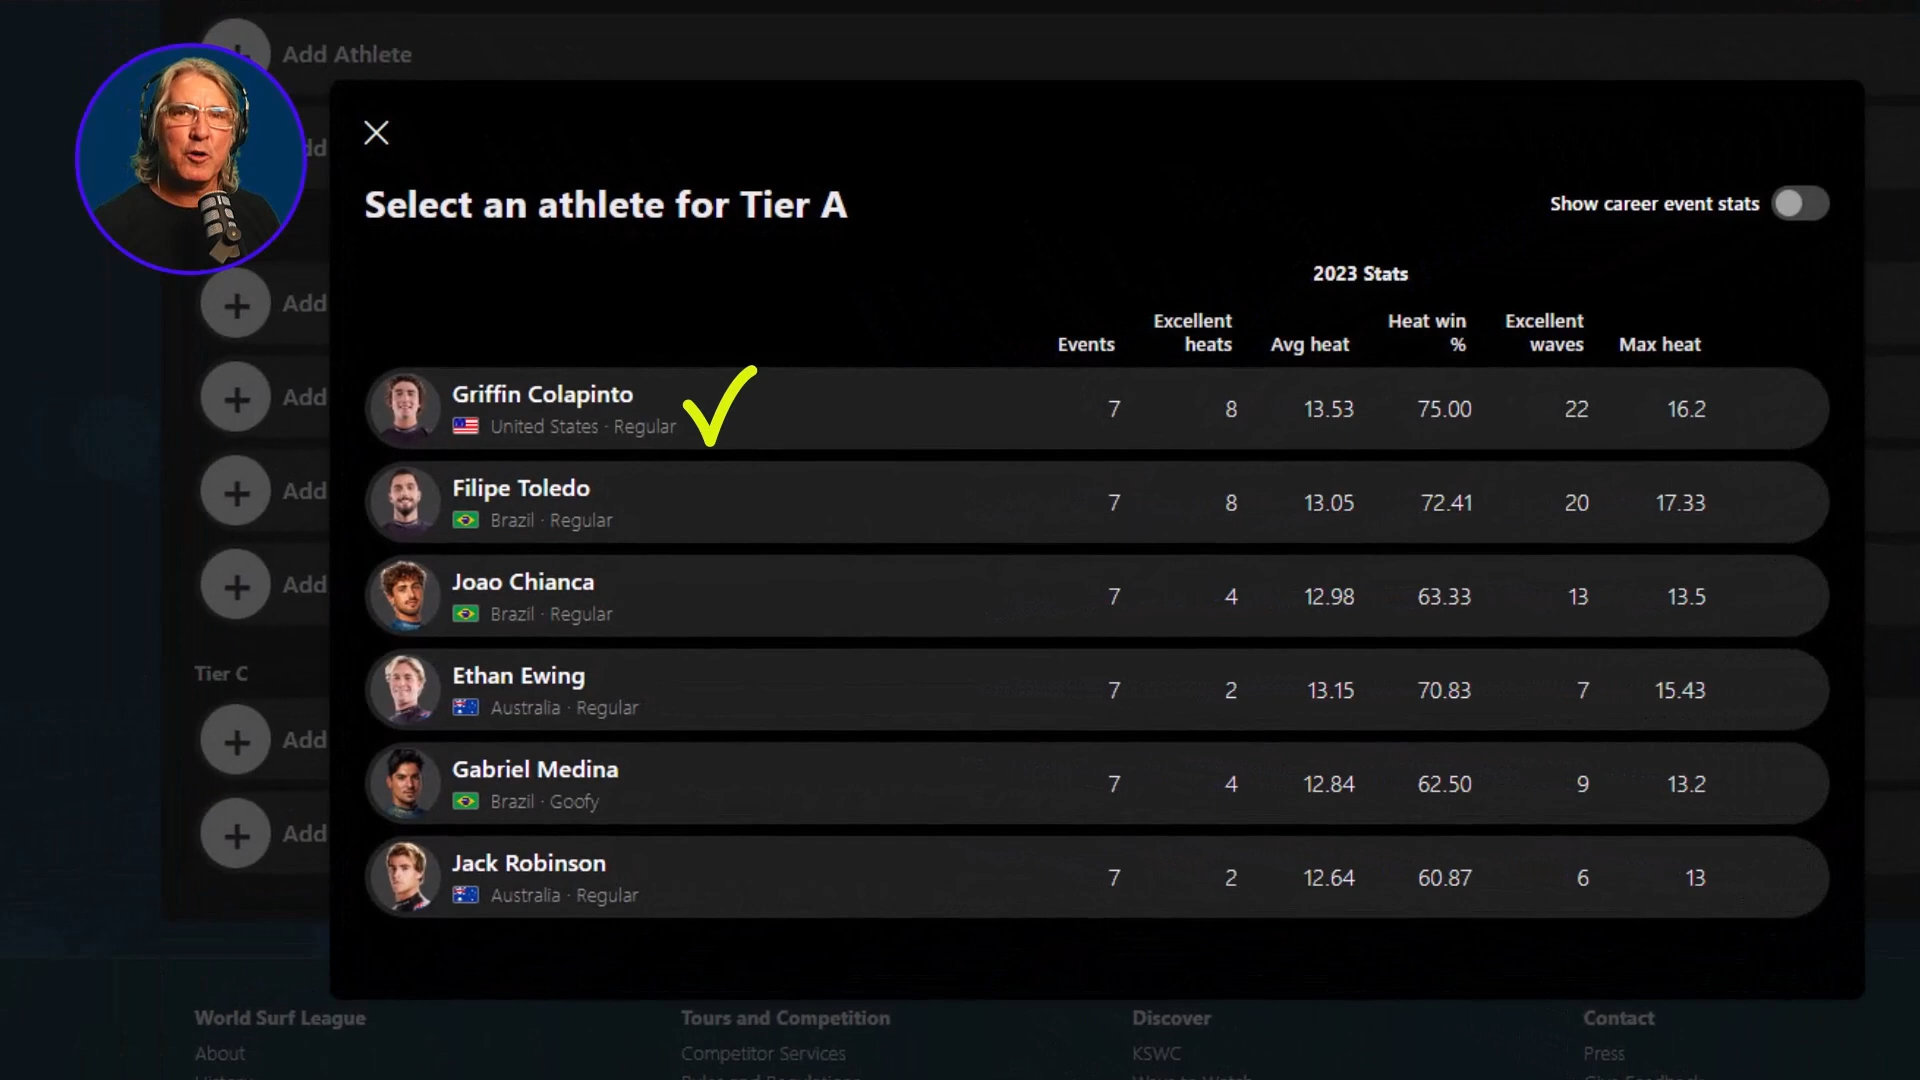 Add Athlete
dd
Select an athlete for Tier A
Show career event stats
2023 Stats
Events
Excellent heats
Avg heat
Heat win %
Excellent waves
Max heat
Griffin Colapinto
United States · Regular
7 8 13.53 75.00 22 16.2
Add
Filipe Toledo
Brazil · Regular
7 8 13.05 72.41 20 17.33
Add
Joao Chianca
Brazil · Regular
7 4 12.98 63.33 13 13.5
Add
Add
Ethan Ewing
Australia · Regular
7 2 13.15 70.83 7 15.43
Tier C
Add
Gabriel Medina
Brazil · Goofy
7 4 12.84 62.50 9 13.2
Add
Jack Robinson
Australia · Regular
7 2 12.64 60.87 6 13
World Surf League
Tours and Competition
Discover
Contact
About
Competitor Services
KSWC
Press